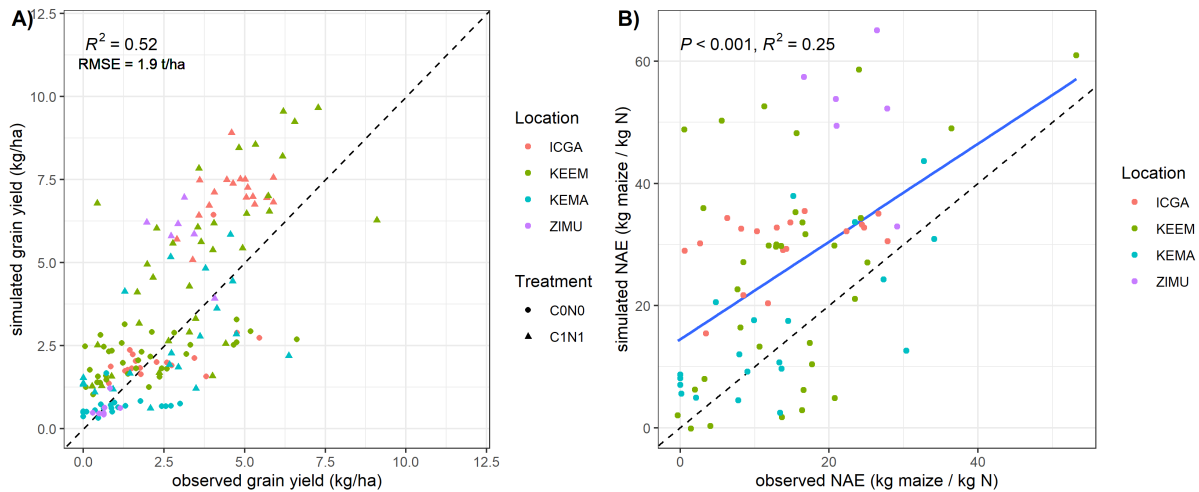 A)
R² = 0.52
RMSE = 1.9 t/ha
simulated grain yield (kg/ha)
12.5
10.0
7.5
5.0
2.5
0.0
0.0 2.5 5.0 7.5 10.0 12.5
observed grain yield (kg/ha)
Location
ICGA
KEEM
KEMA
ZIMU
Treatment
C0N0
C1N1
B)
P < 0.001, R² = 0.25
simulated NAE (kg maize / kg N)
60
40
20
0
0 20 40
observed NAE (kg maize / kg N)
Location
ICGA
KEEM
KEMA
ZIMU